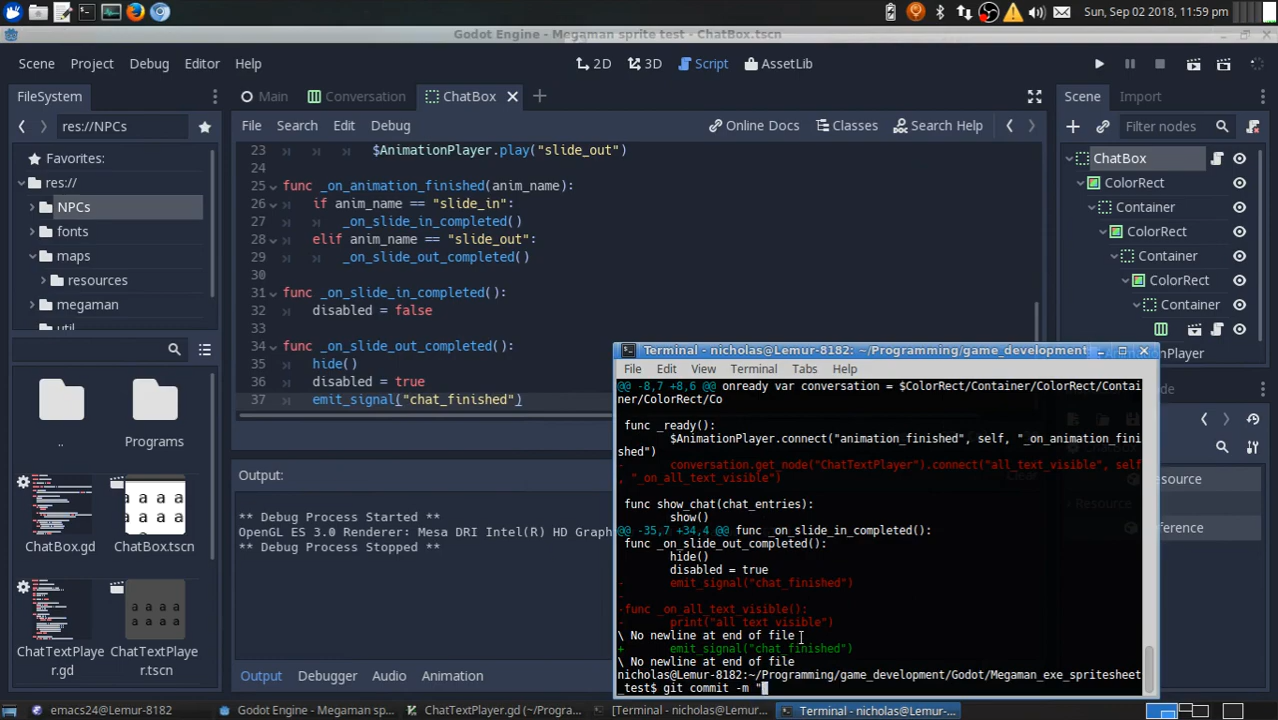 Sun, Sep 02 2018, 11:59 pm
Godot Engine - Megaman sprite test - ChatBox.tscn
Scene Project Debug Editor Help
2D 3D Script AssetLib
FileSystem
Main Conversation ChatBox
Scene Import
res://NPCs
File Search Edit Debug
Online Docs Classes Search Help
Filter nodes
Favorites:
res://
NPCs
fonts
maps
resources
megaman
util
23 $AnimationPlayer.play("slide_out")
24
25 func _on_animation_finished(anim_name):
26 if anim_name == "slide_in":
27 _on_slide_in_completed()
28 elif anim_name == "slide_out":
29 _on_slide_out_completed()
30
31 func _on_slide_in_completed():
32 disabled = false
33
34 func _on_slide_out_completed():
35 hide()
36 disabled = true
37 emit_signal("chat_finished")
ChatBox
ColorRect
Container
ColorRect
Container
ColorRect
Container
..
Programs
ChatBox.gd
ChatBox.tscn
ChatTextPlay
er.gd
ChatTextPlay
er.tscn
Output:
** Debug Process Started **
OpenGL ES 3.0 Renderer: Mesa DRI Intel(R) HD Graph
** Debug Process Stopped **
Output Debugger Audio Animation
Terminal - nicholas@Lemur-8182: ~/Programming/game_development
File Edit View Terminal Tabs Help
@@ -8,7 +8,6 @@ onready var conversation = $ColorRect/Container/ColorRect/Contai
ner/ColorRect/Co
func _ready():
$AnimationPlayer.connect("animation_finished", self, "_on_animation_fini
shed")
- conversation.get_node("ChatTextPlayer").connect("all_text_visible", self
, "_on_all_text_visible")
func show_chat(chat_entries):
show()
@@ -35,7 +34,4 @@ func _on_slide_in_completed():
func _on_slide_out_completed():
hide()
disabled = true
- emit_signal("chat_finished")
-
-func _on_all_text_visible():
- print("all text visible")
\ No newline at end of file
+ emit_signal("chat_finished")
\ No newline at end of file
nicholas@Lemur-8182:~/Programming/game_development/Godot/Megaman_exe_spritesheet
_test$ git commit -m "
emacs24@Lemur-8182
Godot Engine - Megaman sp...
ChatTextPlayer.gd (~/Progra...
[Terminal - nicholas@Lemur-...
Terminal - nicholas@Lemur-...